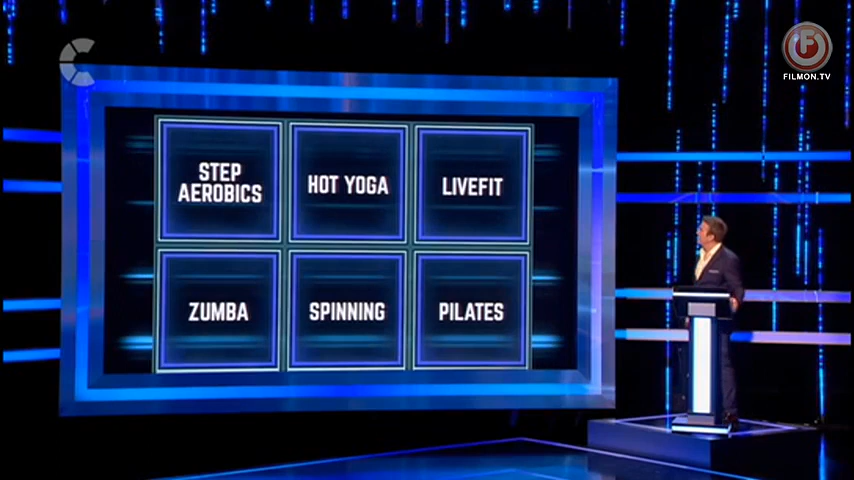 FILMON.TV
STEP
AEROBICS
HOT YOGA
LIVEFIT
ZUMBA
SPINNING
PILATES